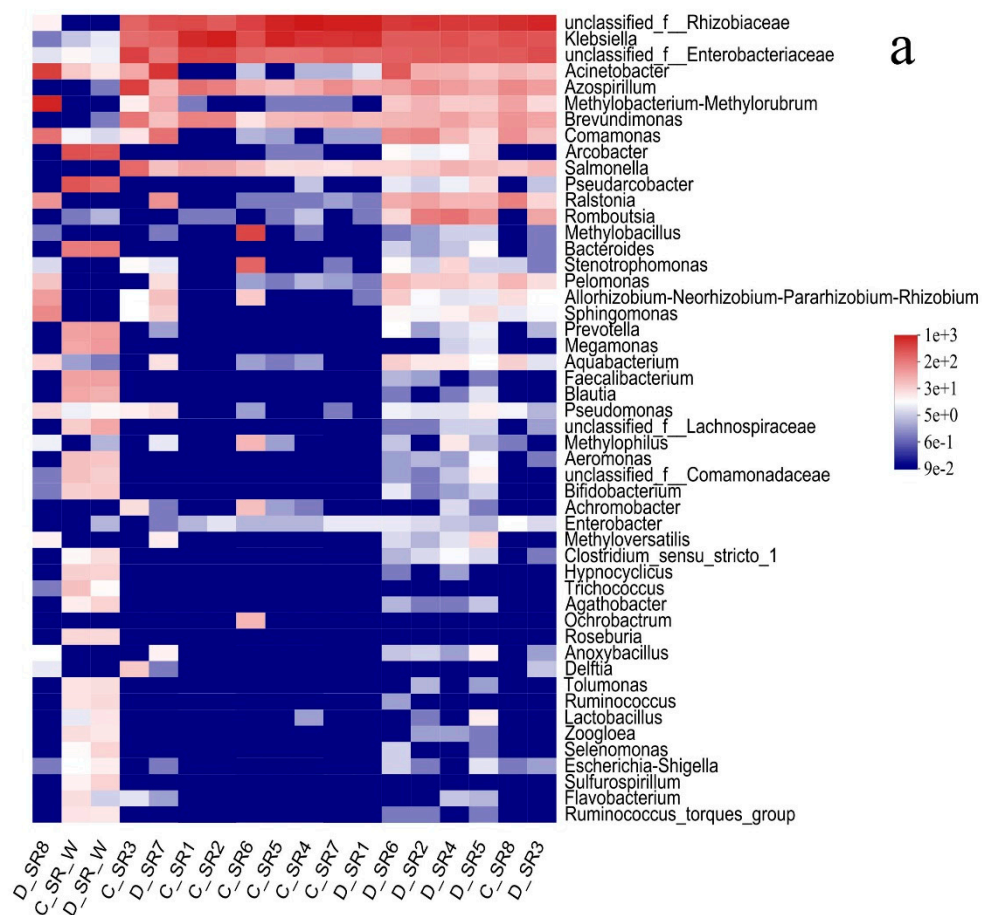 a
unclassified_f__Rhizobiaceae
Klebsiella
unclassified_f__Enterobacteriaceae
Acinetobacter
Azospirillum
Methylobacterium-Methylorubrum
Brevundimonas
Comamonas
Arcobacter
Salmonella
Pseudarcobacter
Ralstonia
Romboutsia
Methylobacillus
Bacteroides
Stenotrophomonas
Pelomonas
Allorhizobium-Neorhizobium-Pararhizobium-Rhizobium
Sphingomonas
Prevotella
Megamonas
Aquabacterium
Faecalibacterium
Blautia
Pseudomonas
unclassified_f__Lachnospiraceae
Methylophilus
Aeromonas
unclassified_f__Comamonadaceae
Bifidobacterium
Achromobacter
Enterobacter
Methyloversatilis
Clostridium_sensu_stricto_1
Hypnocyclicus
Trichococcus
Agathobacter
Ochrobactrum
Roseburia
Anoxybacillus
Delftia
Tolumonas
Ruminococcus
Lactobacillus
Zoogloea
Selenomonas
Escherichia-Shigella
Sulfurospirillum
Flavobacterium
Ruminococcus_torques_group
1e+3
2e+2
3e+1
5e+0
6e-1
9e-2
D_SR8
C_SR_W
D_SR_W
C_SR3
D_SR7
C_SR1
C_SR2
C_SR6
C_SR5
C_SR4
C_SR7
D_SR1
D_SR6
D_SR2
D_SR4
D_SR5
C_SR8
D_SR3